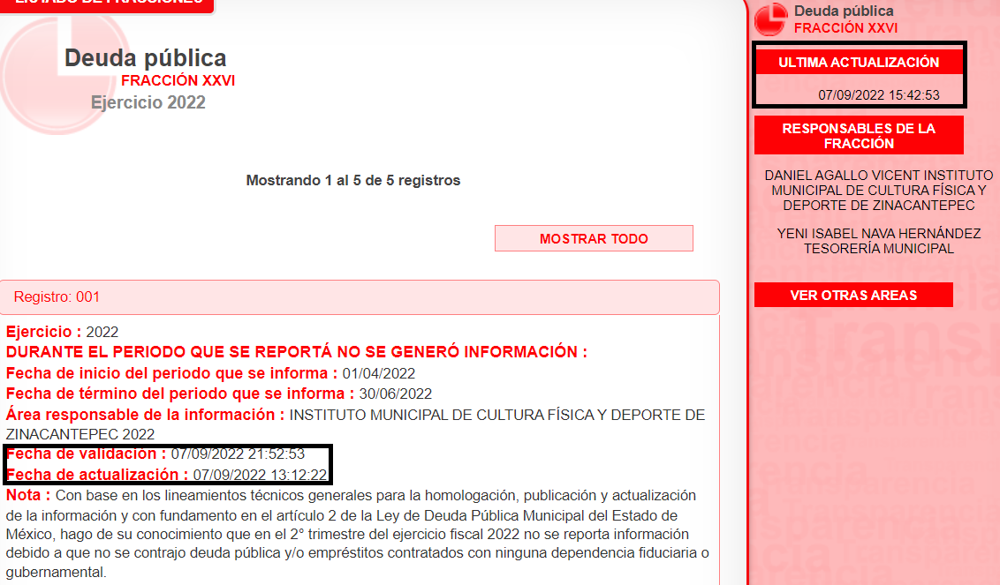 LISTADO DE FRACCIONES
Deuda pública
FRACCIÓN XXVI
Ejercicio 2022
Mostrando 1 al 5 de 5 registros
MOSTRAR TODO
Registro: 001
Ejercicio : 2022
DURANTE EL PERIODO QUE SE REPORTÁ NO SE GENERÓ INFORMACIÓN :
Fecha de inicio del periodo que se informa : 01/04/2022
Fecha de término del periodo que se informa : 30/06/2022
Área responsable de la información : INSTITUTO MUNICIPAL DE CULTURA FÍSICA Y DEPORTE DE
ZINACANTEPEC 2022
Fecha de validación : 07/09/2022 21:52:53
Fecha de actualización : 07/09/2022 13:12:22
Nota : Con base en los lineamientos técnicos generales para la homologación, publicación y actualización
de la información y con fundamento en el artículo 2 de la Ley de Deuda Pública Municipal del Estado de
México, hago de su conocimiento que en el 2° trimestre del ejercicio fiscal 2022 no se reporta información
debido a que no se contrajo deuda pública y/o empréstitos contratados con ninguna dependencia fiduciaria o
gubernamental.
Deuda pública
FRACCIÓN XXVI
ULTIMA ACTUALIZACIÓN
07/09/2022 15:42:53
RESPONSABLES DE LA
FRACCIÓN
DANIEL AGALLO VICENT INSTITUTO
MUNICIPAL DE CULTURA FÍSICA Y
DEPORTE DE ZINACANTEPEC
YENI ISABEL NAVA HERNÁNDEZ
TESORERÍA MUNICIPAL
VER OTRAS AREAS